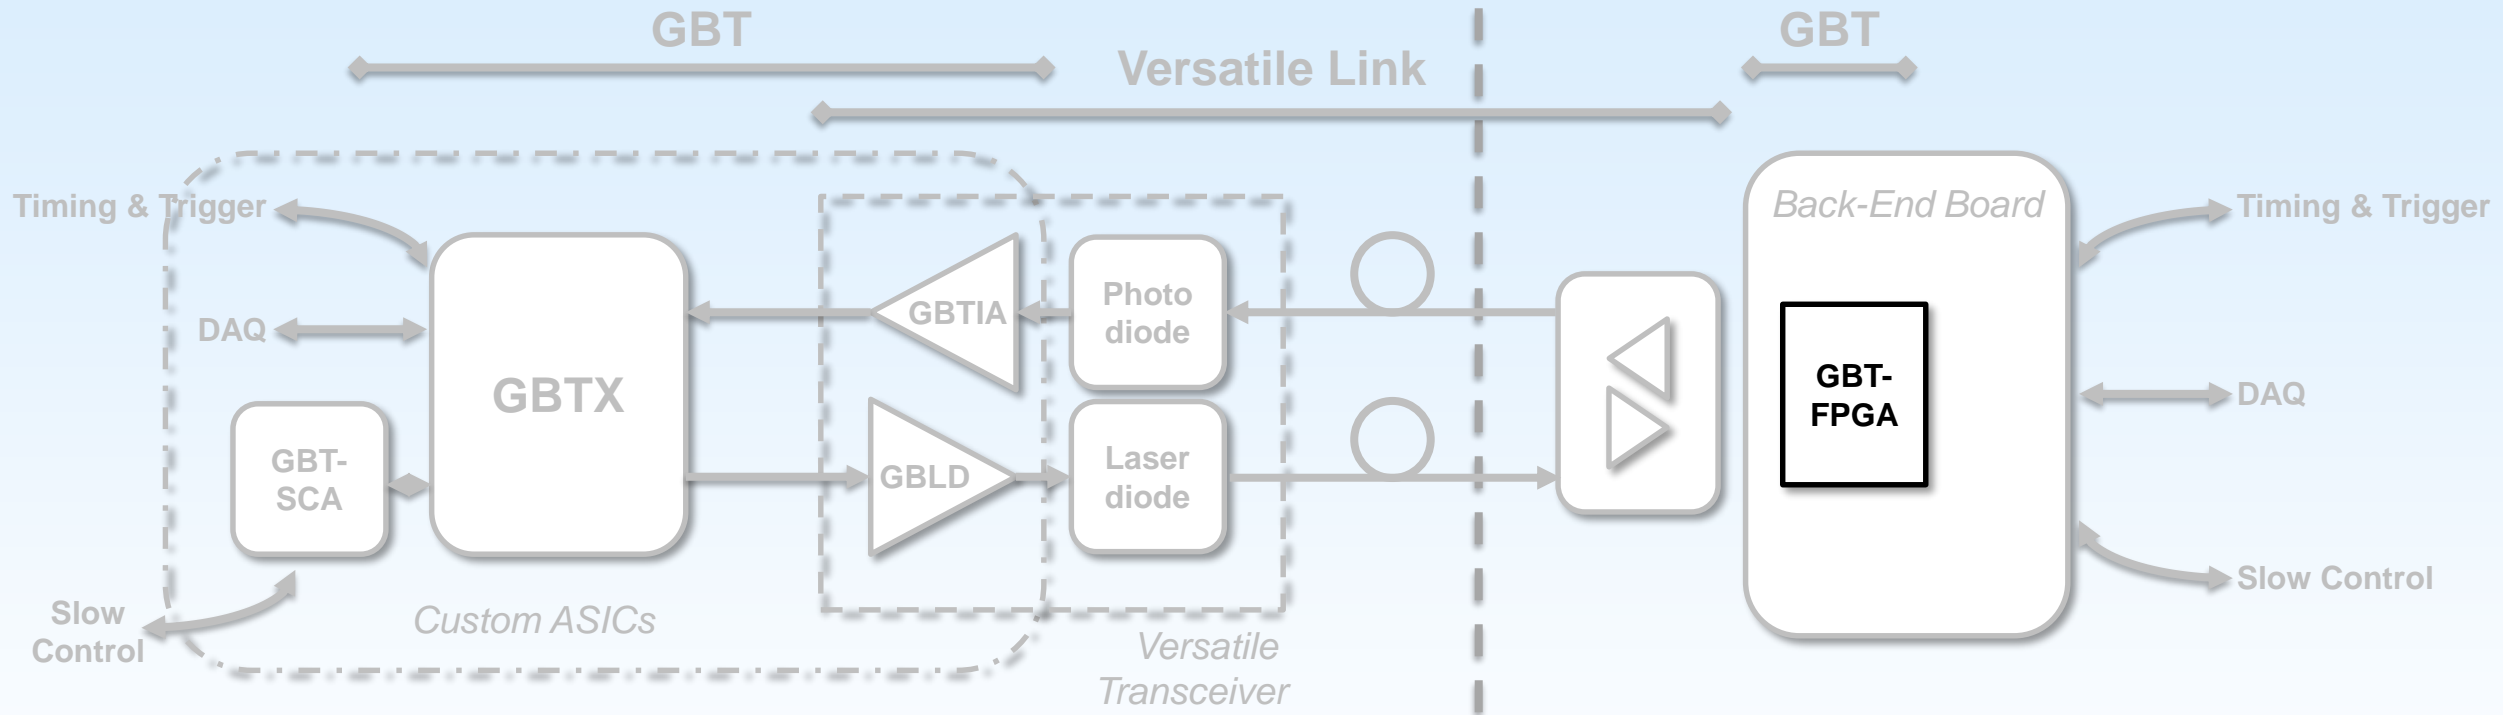 GBT
GBT
Versatile Link
Timing & Trigger
Back-End Board
Timing & Trigger
Photo
diode
GBTIA
DAQ
GBTX
GBT-
FPGA
DAQ
GBT-
SCA
GBLD
Laser
diode
Slow
Control
Custom ASICs
Slow Control
Versatile
Transceiver